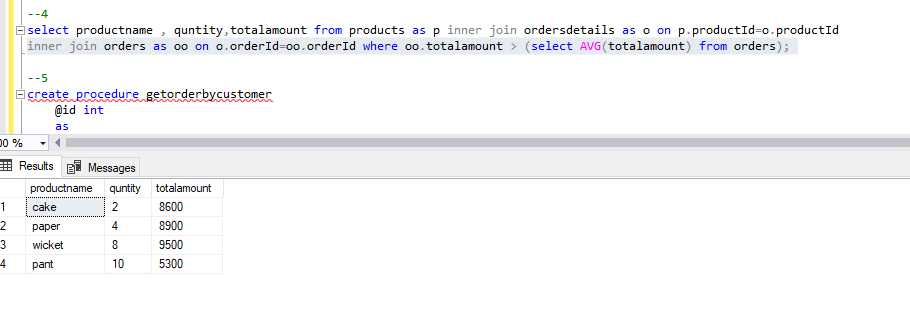 --4
select productname , quntity,totalamount from products as p inner join ordersdetails as o on p.productId=o.productId
inner join orders as oo on o.orderId=oo.orderId where oo.totalamount > (select AVG(totalamount) from orders);
--5
create procedure getorderbycustomer
@id int
as
00 %
Results Messages
productname quntity totalamount
1 cake 2 8600
2 paper 4 8900
3 wicket 8 9500
4 pant 10 5300